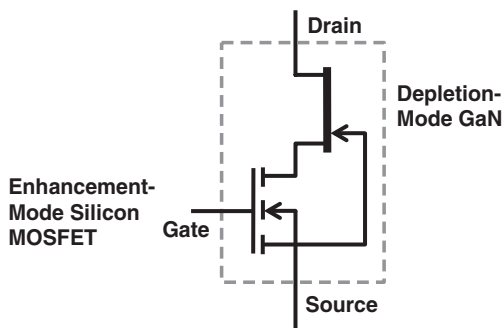 Drain
Depletion-
Mode GaN
Enhancement-
Mode Silicon
MOSFET
Gate
Source